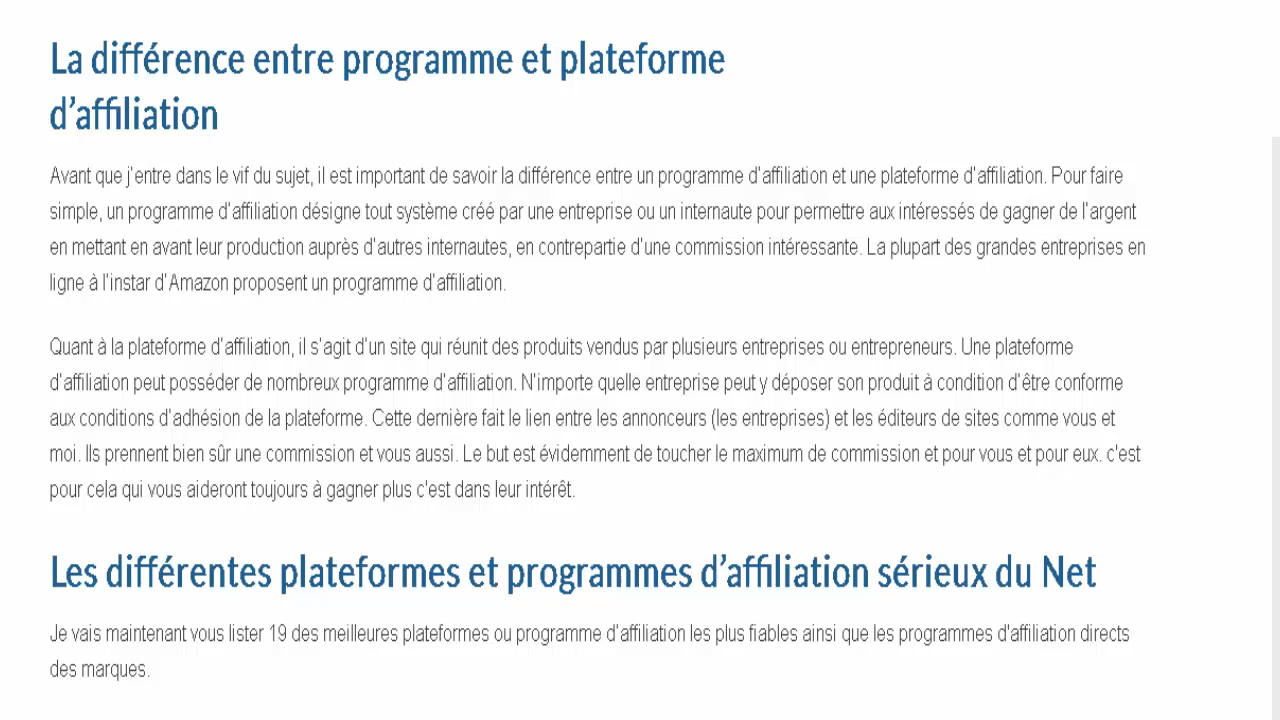 La différence entre programme et plateforme
d’affiliation
Avant que j'entre dans le vif du sujet, il est important de savoir la différence entre un programme d'affiliation et une plateforme d'affiliation. Pour faire
simple, un programme d'affiliation désigne tout système créé par une entreprise ou un internaute pour permettre aux intéressés de gagner de l'argent
en mettant en avant leur production auprès d'autres internautes, en contrepartie d'une commission intéressante. La plupart des grandes entreprises en
ligne à l'instar d'Amazon proposent un programme d'affiliation.
Quant à la plateforme d'affiliation, il s'agit d'un site qui réunit des produits vendus par plusieurs entreprises ou entrepreneurs. Une plateforme
d'affiliation peut posséder de nombreux programme d'affiliation. N'importe quelle entreprise peut y déposer son produit à condition d'être conforme
aux conditions d'adhésion de la plateforme. Cette dernière fait le lien entre les annonceurs (les entreprises) et les éditeurs de sites comme vous et
moi. Ils prennent bien sûr une commission et vous aussi. Le but est évidemment de toucher le maximum de commission et pour vous et pour eux. c'est
pour cela qui vous aideront toujours à gagner plus c'est dans leur intérêt.
Les différentes plateformes et programmes d’affiliation sérieux du Net
Je vais maintenant vous lister 19 des meilleures plateformes ou programme d'affiliation les plus fiables ainsi que les programmes d'affiliation directs
des marques.